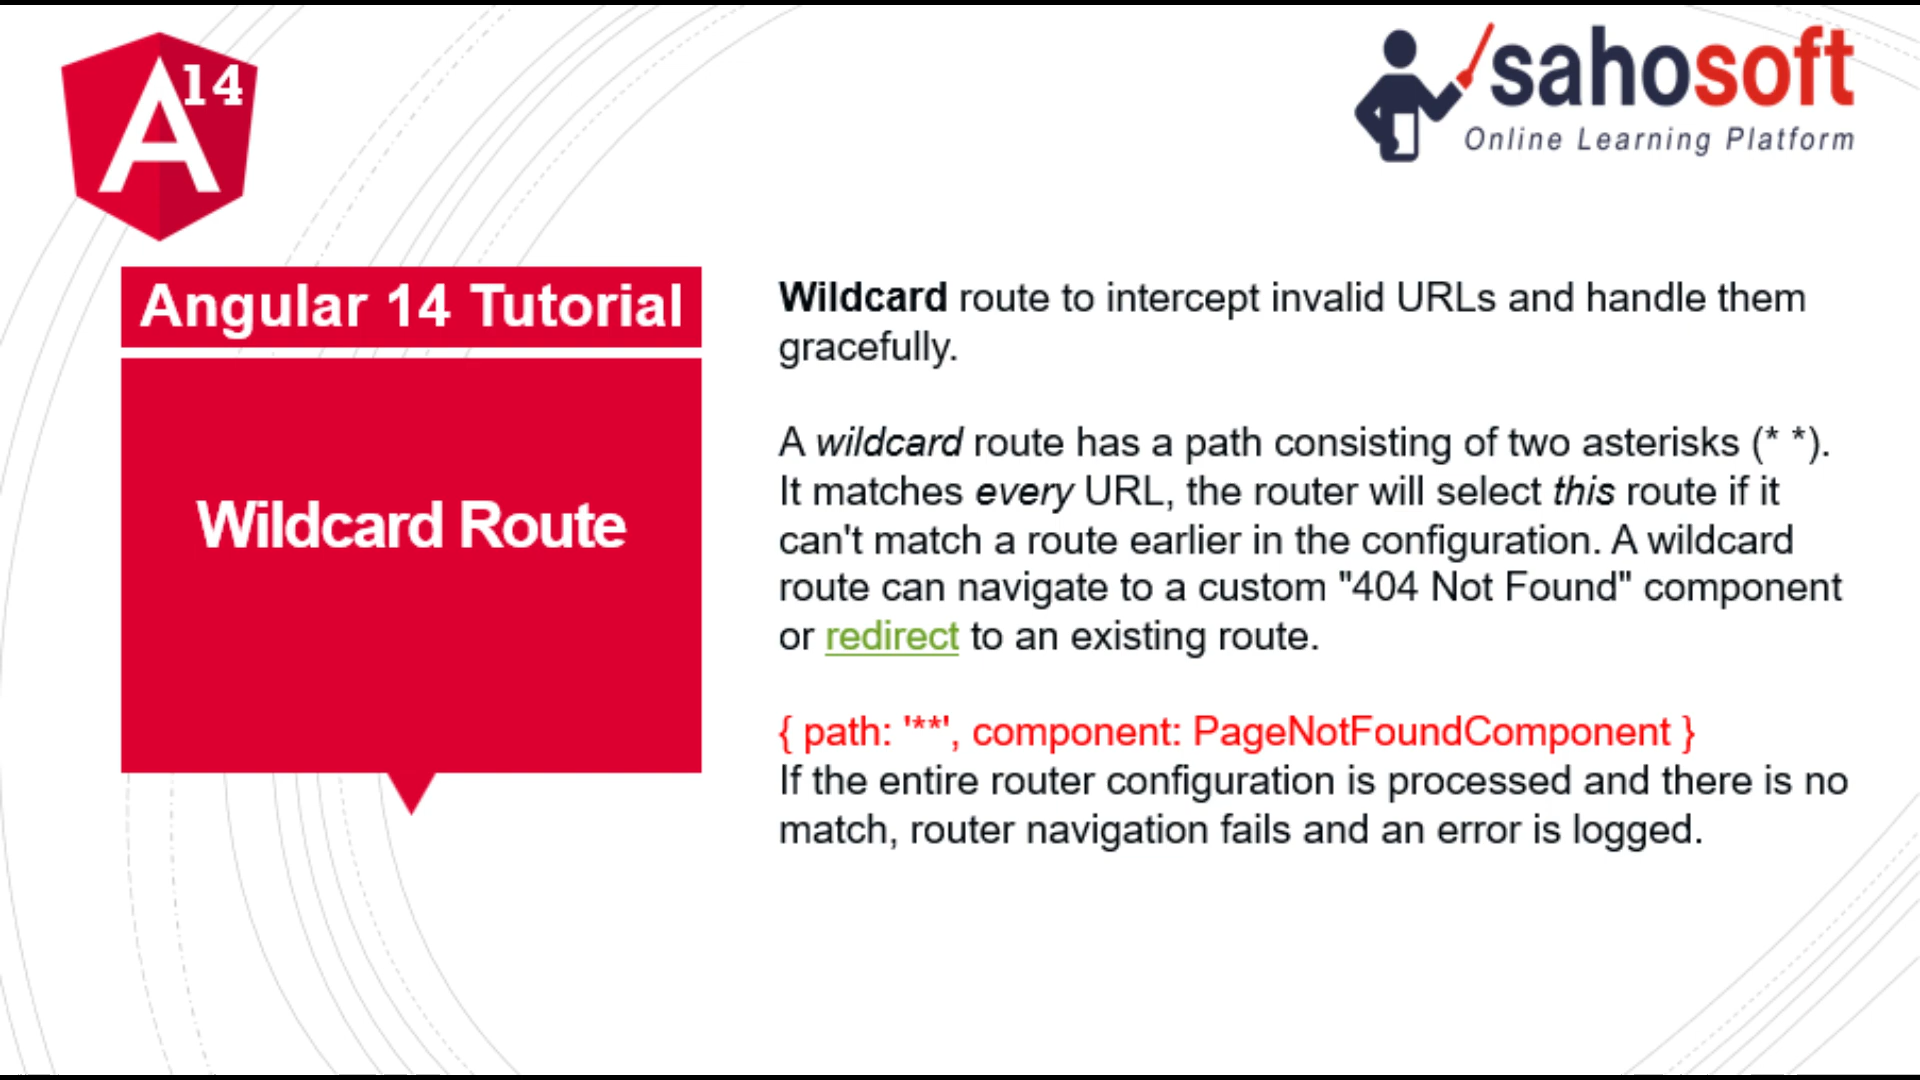 A14
sahosoft
Online Learning Platform
Angular 14 Tutorial
Wildcard Route
Wildcard route to intercept invalid URLs and handle them
gracefully.
A wildcard route has a path consisting of two asterisks (* *).
It matches every URL, the router will select this route if it
can't match a route earlier in the configuration. A wildcard
route can navigate to a custom "404 Not Found" component
or redirect to an existing route.
{ path: '**', component: PageNotFoundComponent }
If the entire router configuration is processed and there is no
match, router navigation fails and an error is logged.